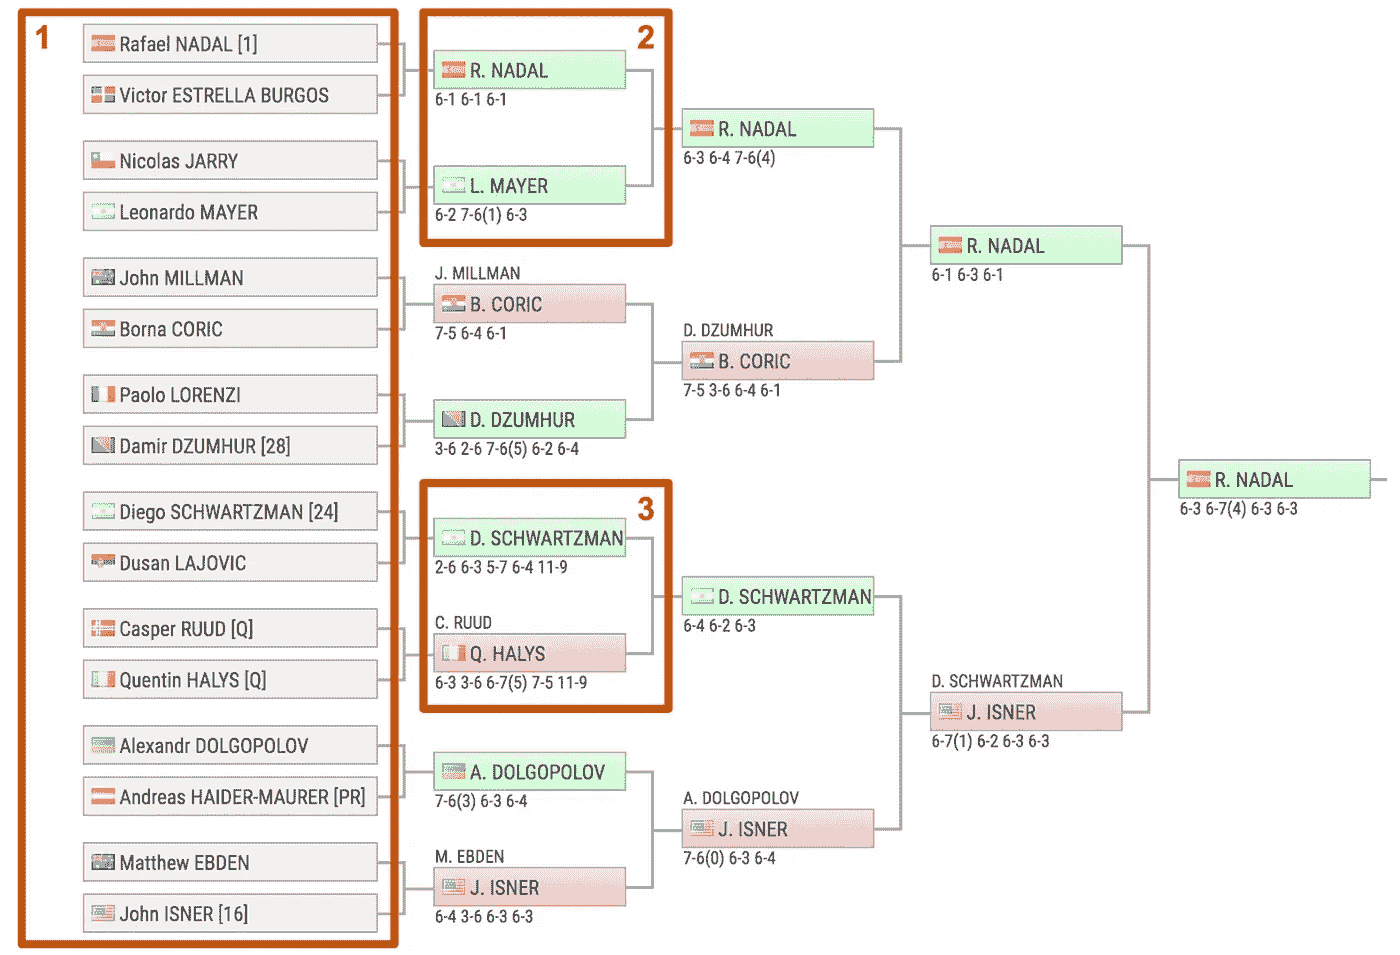 1
Rafael NADAL [1]
Victor ESTRELLA BURGOS
Nicolas JARRY
Leonardo MAYER
John MILLMAN
Borna CORIC
Paolo LORENZI
Damir DZUMHUR [28]
Diego SCHWARTZMAN [24]
Dusan LAJOVIC
Casper RUUD [Q]
Quentin HALYS [Q]
Alexandr DOLGOPOLOV
Andreas HAIDER-MAURER [PR]
Matthew EBDEN
John ISNER [16]
2
R. NADAL
6-1 6-1 6-1
L. MAYER
6-2 7-6(1) 6-3
J. MILLMAN
B. CORIC
7-5 6-4 6-1
D. DZUMHUR
3-6 2-6 7-6(5) 6-2 6-4
3
D. SCHWARTZMAN
2-6 6-3 5-7 6-4 11-9
C. RUUD
Q. HALYS
6-3 3-6 6-7(5) 7-5 11-9
A. DOLGOPOLOV
7-6(3) 6-3 6-4
M. EBDEN
J. ISNER
6-4 3-6 6-3 6-3
R. NADAL
6-3 6-4 7-6(4)
D. DZUMHUR
B. CORIC
7-5 3-6 6-4 6-1
D. SCHWARTZMAN
6-4 6-2 6-3
A. DOLGOPOLOV
J. ISNER
7-6(0) 6-3 6-4
R. NADAL
6-1 6-3 6-1
D. SCHWARTZMAN
J. ISNER
6-7(1) 6-2 6-3 6-3
R. NADAL
6-3 6-7(4) 6-3 6-3